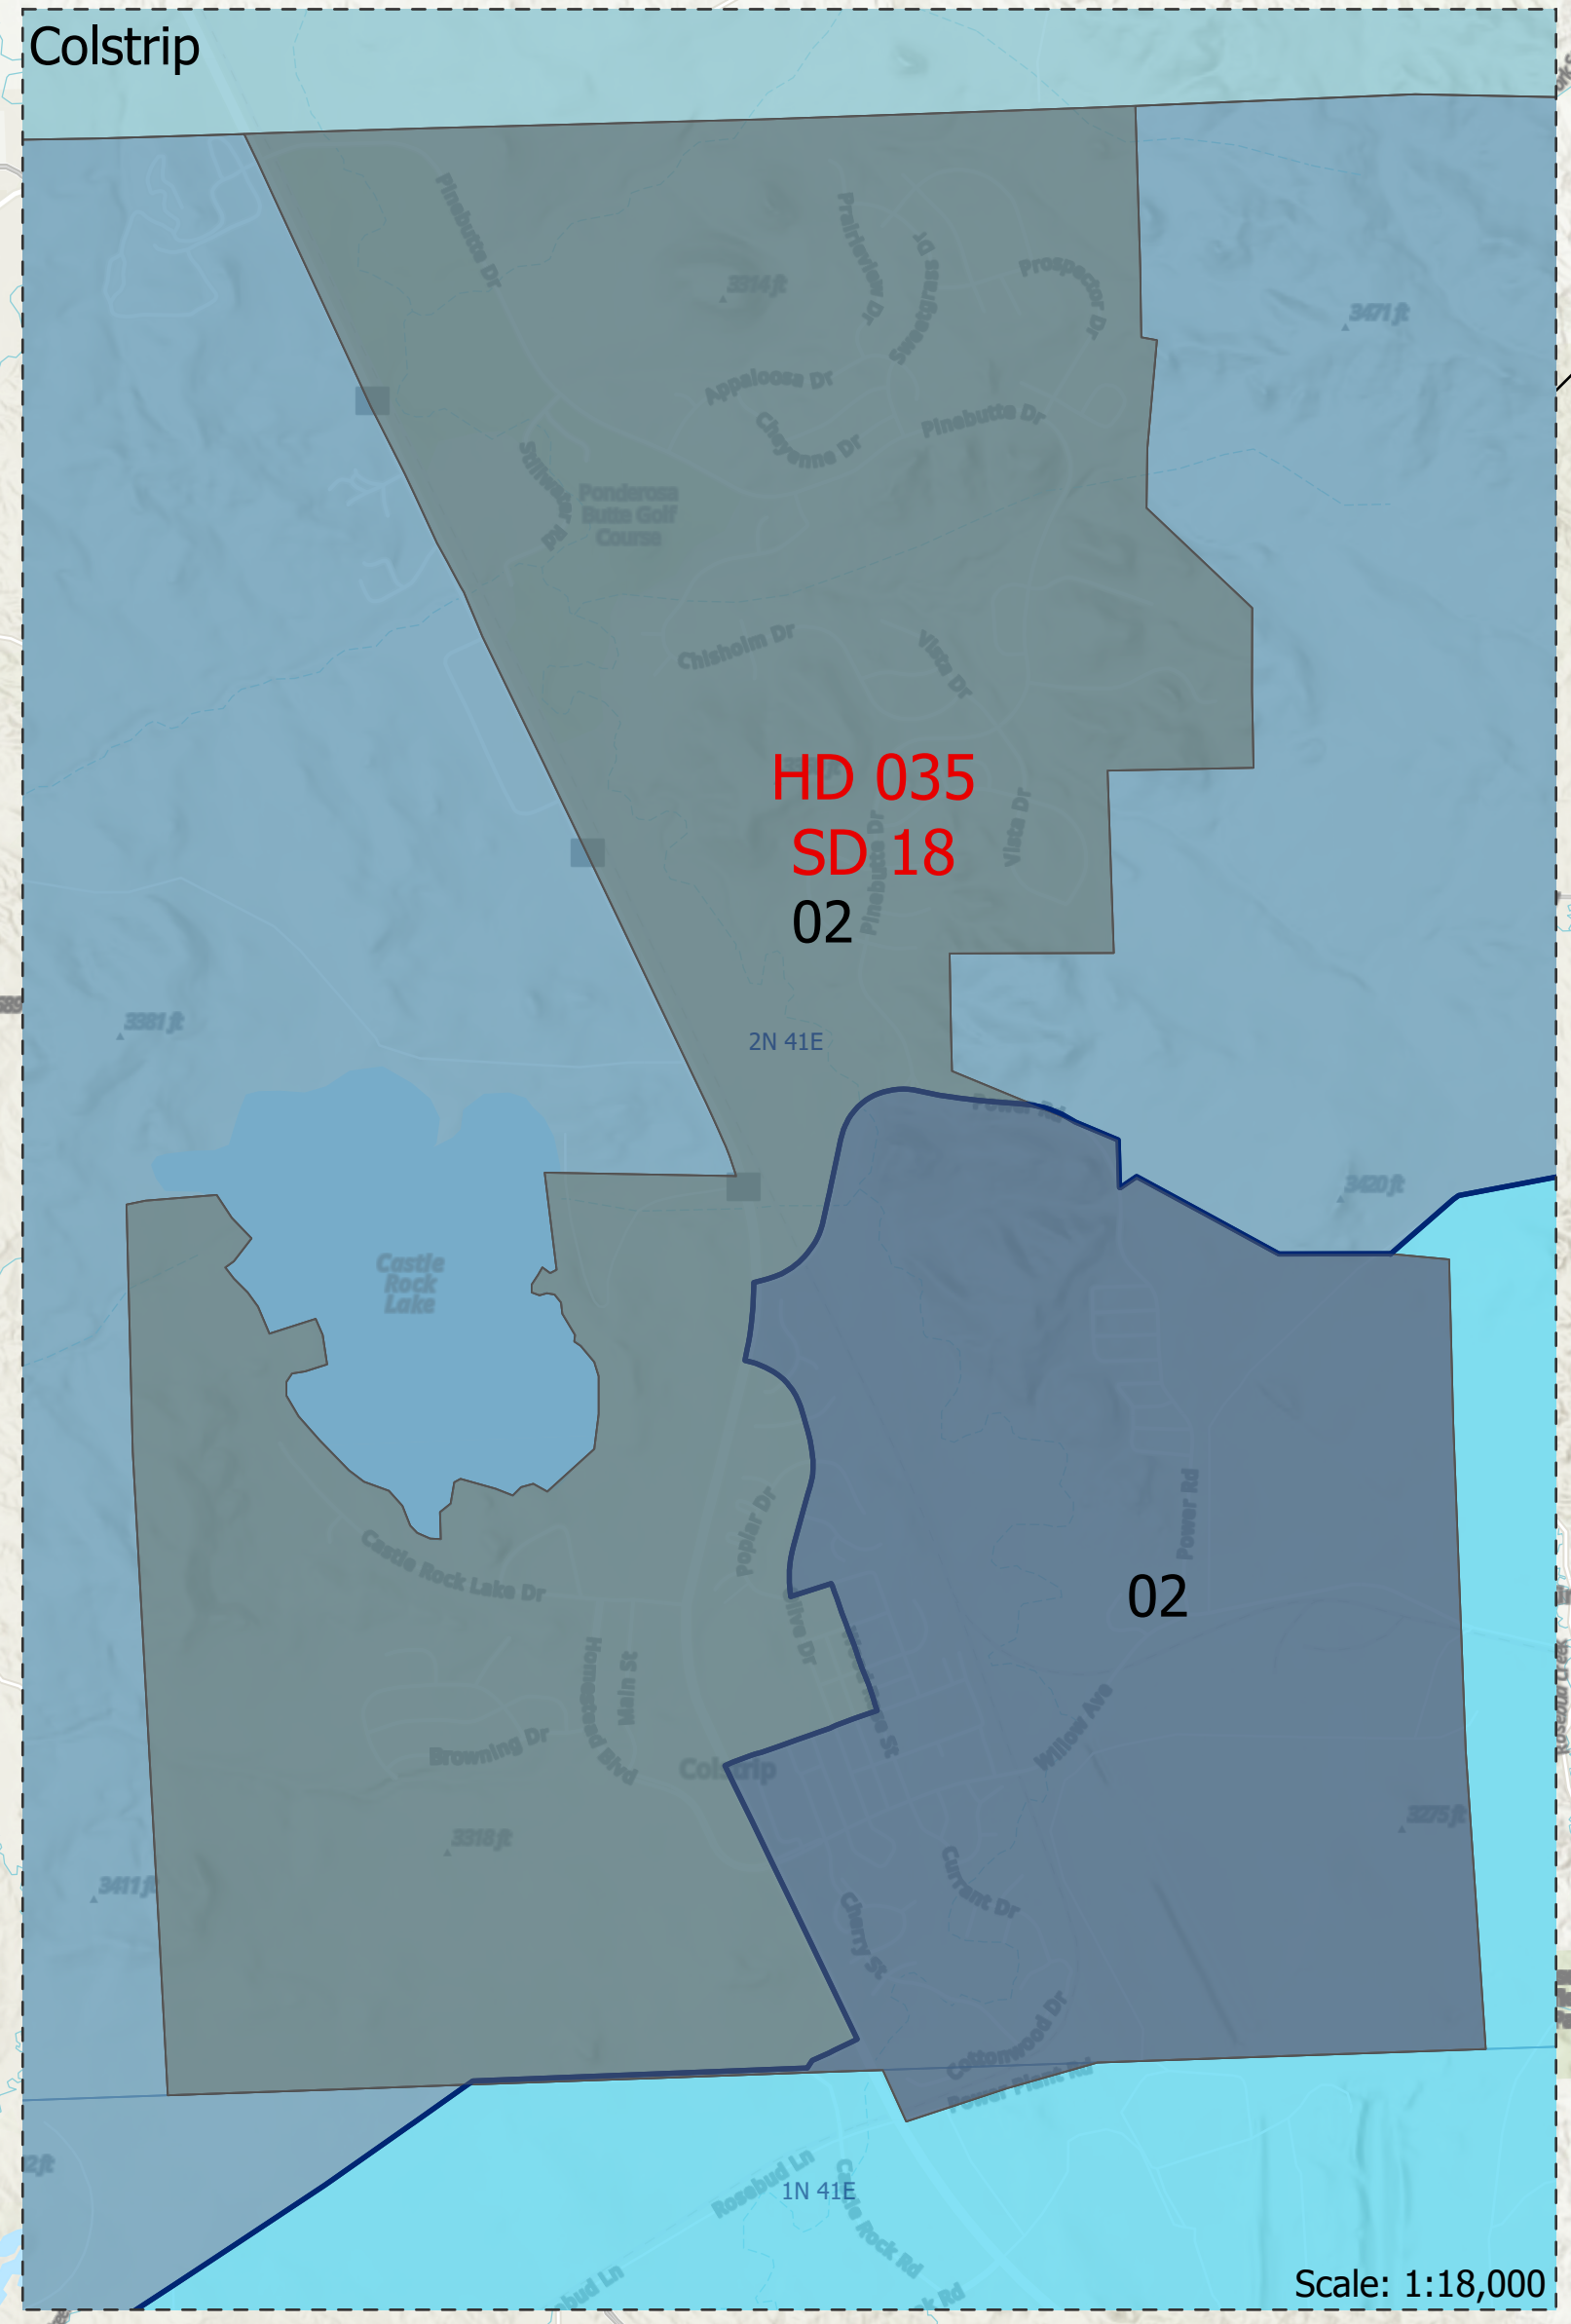 Colstrip
Pinebutte Dr
Prairieview Dr
Sweetgrass Dr
Prospector Dr
3314 ft
3471 ft
Appaloosa Dr
Cheyenne Dr
Pinebutte Dr
Stillwater Rd
Ponderosa
Butte Golf
Course
Chisholm Dr
Vista Dr
HD 035
SD 18
02
Pinebutte Dr
Vista Dr
3381 ft
2N 41E
Power Rd
3420 ft
Castle
Rock
Lake
Poplar Dr
Power Rd
Castle Rock Lake Dr
02
Olive Dr
Homestead Blvd
Main St
Willow Ave
Browning Dr
Colstrip
3318 ft
3275 ft
3411 ft
Currant Dr
Cherry St
Cottonwood Dr
Power Plant Rd
Rosebud Creek
Rosebud Ln
1N 41E
Castle Rock Rd
Scale: 1:18,000